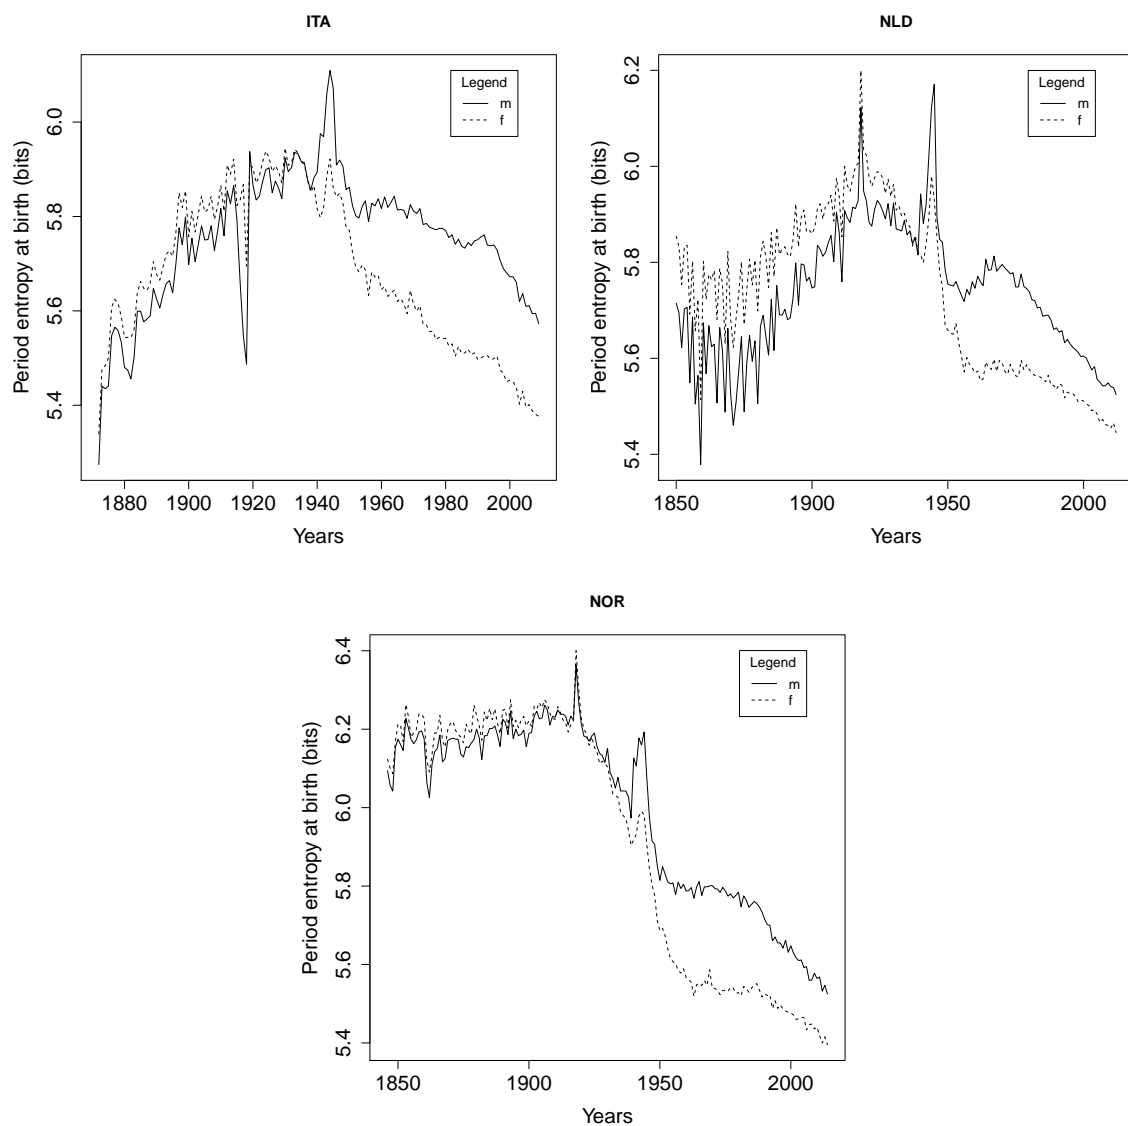 ITA
Period entropy at birth (bits)
5.4 5.6 5.8 6.0
Legend
m
f
1880 1900 1920 1940 1960 1980 2000
Years
NLD
Period entropy at birth (bits)
5.4 5.6 5.8 6.0 6.2
Legend
m
f
1850 1900 1950 2000
Years
NOR
Period entropy at birth (bits)
5.4 5.6 5.8 6.0 6.2 6.4
Legend
m
f
1850 1900 1950 2000
Years